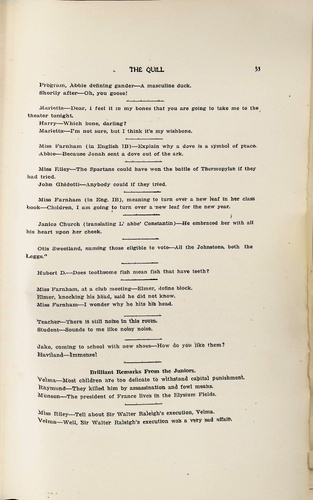 THE QUILL 53
Program, Abbie defining gander—A masculine duck.
Shortly after—Oh, you goose!
Marietta—Dear, I feel it in my bones that you are going to take me to the
theater tonight.
Harry—Which bone, darling?
Marietta—I'm not sure, but I think it's my wishbone.
Miss Farnham (in English IB)—Explain why a dove is a symbol of peace.
Abbie—Because Jonah sent a dove out of the ark.
Miss Riley—The Spartans could have won the battle of Thermopylae if they
had tried.
John Ghidotti—Anybody could if they tried.
Miss Farnham (in Eng. IB), meaning to turn over a new leaf in her class
book—Children, I am going to turn over a new leaf for the new year.
Janice Church (translating L' abbe' Constantin)—He embraced her with all
his heart upon her cheek.
Otis Sweetland, naming those eligible to vote—All the Johnstons, both the
Leggs."
Hubert D.—Does toothsome fish mean fish that have teeth?
Miss Farnham, at a club meeting—Elmer, define block.
Elmer, knocking his head, said he did not know.
Miss Farnham—I wonder why he hits his head.
Teacher—There is still noise in this room.
Student—Sounds to me like noisy noise.
Jake, coming to school with new shoes—How do you like them?
Haviland—Immense!
Brilliant Remarks From the Juniors.
Velma—Most children are too delicate to withstand capital punishment.
Raymond—They killed him by assassination and fowl means.
Munson—The president of France lives in the Elysium Fields.
Miss Riley—Tell about Sir Walter Raleigh's execution, Velma.
Velma—Well, Sir Walter Raleigh's execution was a very sad affair.